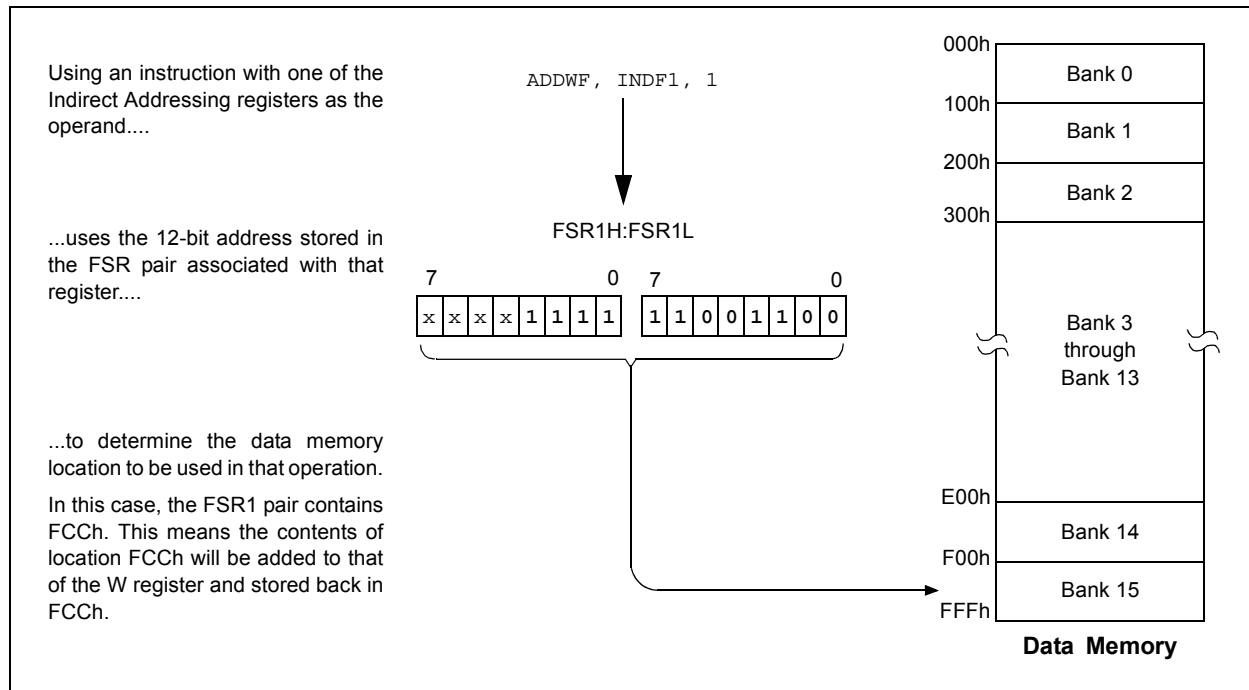 Using an instruction with one of the
Indirect Addressing registers as the
operand....
ADDWF, INDF1, 1
...uses the 12-bit address stored in
the FSR pair associated with that
register....
FSR1H:FSR1L
7 0 7 0
x x x x 1 1 1 1 1 1 0 0 1 1 0 0
...to determine the data memory
location to be used in that operation.
In this case, the FSR1 pair contains
FCCh. This means the contents of
location FCCh will be added to that
of the W register and stored back in
FCCh.
000h
Bank 0
100h
Bank 1
200h
Bank 2
300h
Bank 3
through
Bank 13
E00h
Bank 14
F00h
Bank 15
FFFh
Data Memory